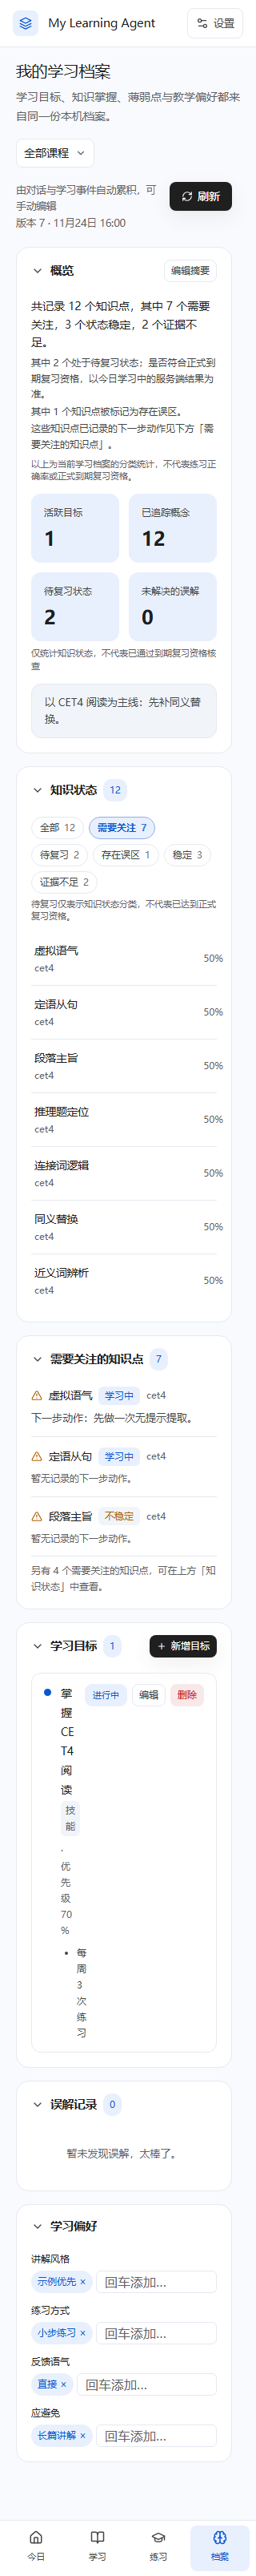 My Learning Agent
设置
我的学习档案
学习目标、知识掌握、薄弱点与教学偏好都来
自同一份本机档案。
全部课程
由对话与学习事件自动累积，可
手动编辑
版本 7 · 11月24日 16:00
刷新
概览
编辑摘要
共记录 12 个知识点，其中 7 个需要
关注，3 个状态稳定，2 个证据不
足。
其中 2 个处于待复习状态；是否符合正式到
期复习资格，以今日学习中的服务端结果为
准。
其中 1 个知识点被标记为存在误区。
这些知识点已记录的下一步动作见下方「需
要关注的知识点」。
以上为当前学习档案的分类统计，不代表练习正
确率或正式到期复习资格。
活跃目标
1
已追踪概念
12
待复习状态
2
未解决的误解
0
仅统计知识状态，不代表已通过到期复习资格核
查
以 CET4 阅读为主线：先补同义替
换。
知识状态 12
全部 12
需要关注 7
待复习 2
存在误区 1
稳定 3
证据不足 2
待复习仅表示知识状态分类，不代表已达到正式
复习资格。
虚拟语气
cet4
50%
定语从句
cet4
50%
段落主旨
cet4
50%
推理题定位
cet4
50%
连接词逻辑
cet4
50%
同义替换
cet4
50%
近义词辨析
cet4
50%
需要关注的知识点 7
虚拟语气 学习中 cet4
下一步动作：先做一次无提示提取。
定语从句 学习中 cet4
暂无记录的下一步动作。
段落主旨 不稳定 cet4
暂无记录的下一步动作。
另有 4 个需要关注的知识点，可在上方「知
识状态」中查看。
学习目标 1
+ 新增目标
掌
握
CE
T4
阅
读
进行中
编辑
删除
技
能
·
优
先
级
70
%
• 每
周
3
次
练
习
误解记录 0
暂未发现误解，太棒了。
学习偏好
讲解风格
示例优先 ×
回车添加...
练习方式
小步练习 ×
回车添加...
反馈语气
直接 ×
回车添加...
应避免
长篇讲解 ×
回车添加...
今日
学习
练习
档案